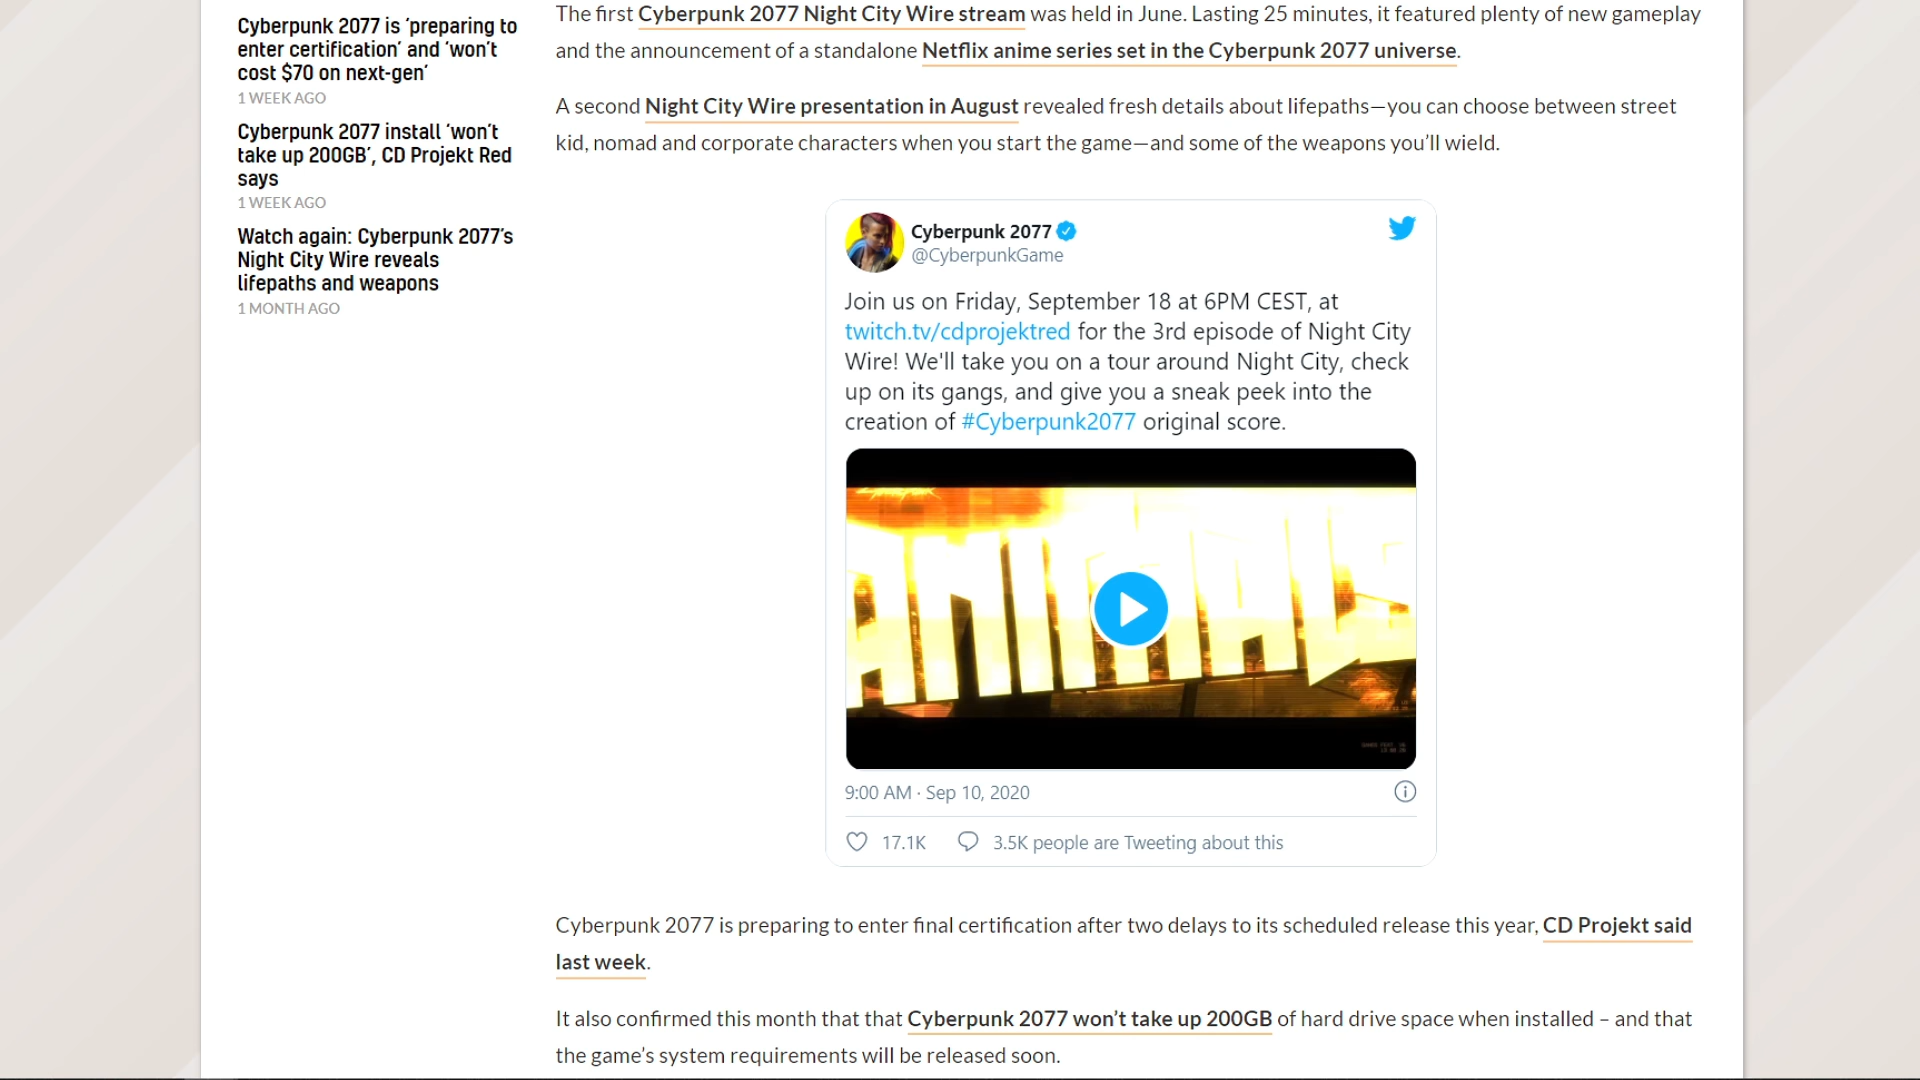 Cyberpunk 2077 is ‘preparing to
enter certification’ and ‘won’t
cost $70 on next-gen’
1 WEEK AGO
Cyberpunk 2077 install ‘won’t
take up 200GB’, CD Projekt Red
says
1 WEEK AGO
Watch again: Cyberpunk 2077’s
Night City Wire reveals
lifepaths and weapons
1 MONTH AGO
The first Cyberpunk 2077 Night City Wire stream was held in June. Lasting 25 minutes, it featured plenty of new gameplay
and the announcement of a standalone Netflix anime series set in the Cyberpunk 2077 universe.
A second Night City Wire presentation in August revealed fresh details about lifepaths—you can choose between street
kid, nomad and corporate characters when you start the game—and some of the weapons you’ll wield.
Cyberpunk 2077
@CyberpunkGame
Join us on Friday, September 18 at 6PM CEST, at
twitch.tv/cdprojektred for the 3rd episode of Night City
Wire! We'll take you on a tour around Night City, check
up on its gangs, and give you a sneak peek into the
creation of #Cyberpunk2077 original score.
ANIMALS
9:00 AM · Sep 10, 2020
17.1K 3.5K people are Tweeting about this
Cyberpunk 2077 is preparing to enter final certification after two delays to its scheduled release this year, CD Projekt said
last week.
It also confirmed this month that that Cyberpunk 2077 won’t take up 200GB of hard drive space when installed – and that
the game’s system requirements will be released soon.